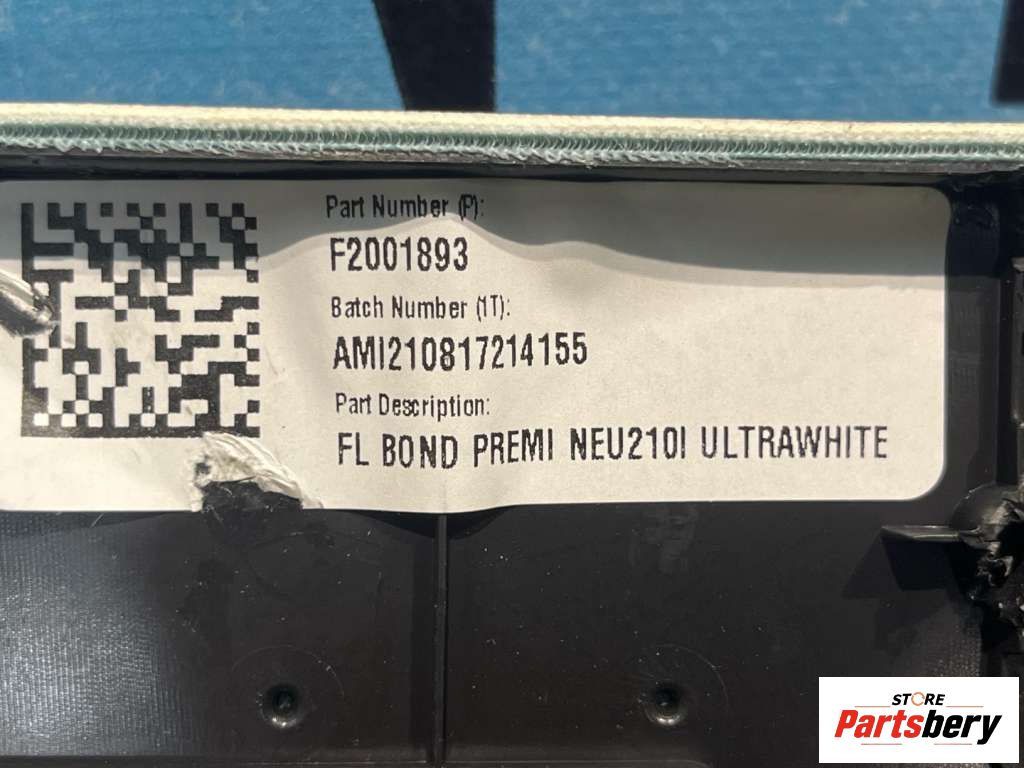 Part Number (P):
F2001893
Batch Number (1T):
AMI210817214155
Part Description:
FL BOND PREMI NEU210I ULTRAWHITE
STORE
Partsbery